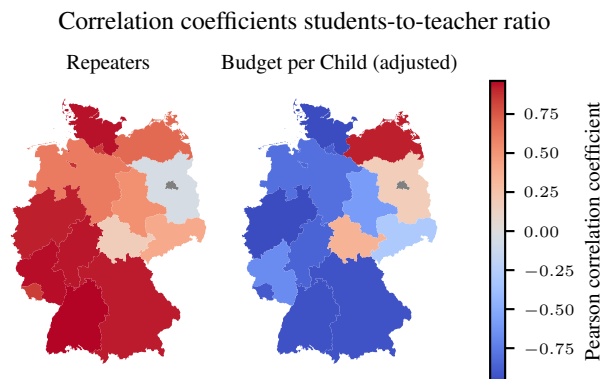 Correlation coefficients students-to-teacher ratio
Repeaters
Budget per Child (adjusted)
0.75
0.50
0.25
0.00
−0.25
−0.50
−0.75
Pearson correlation coefficient